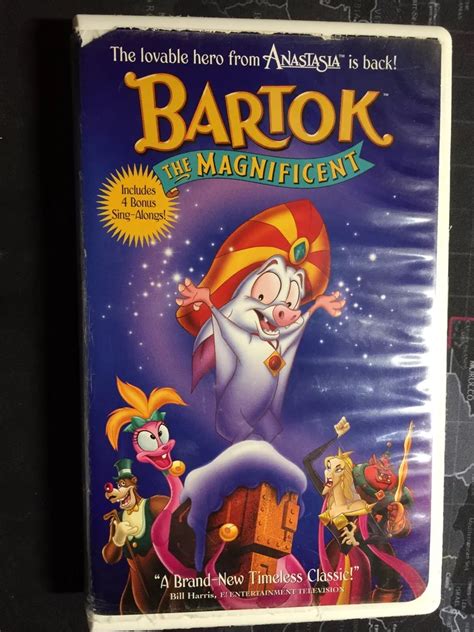 The lovable hero from ANASTASIA™ is back!
BARTOK™
THE MAGNIFICENT
Includes
4 Bonus
Sing-Alongs!
"A Brand-New Timeless Classic!"
Bill Harris, E! ENTERTAINMENT TELEVISION